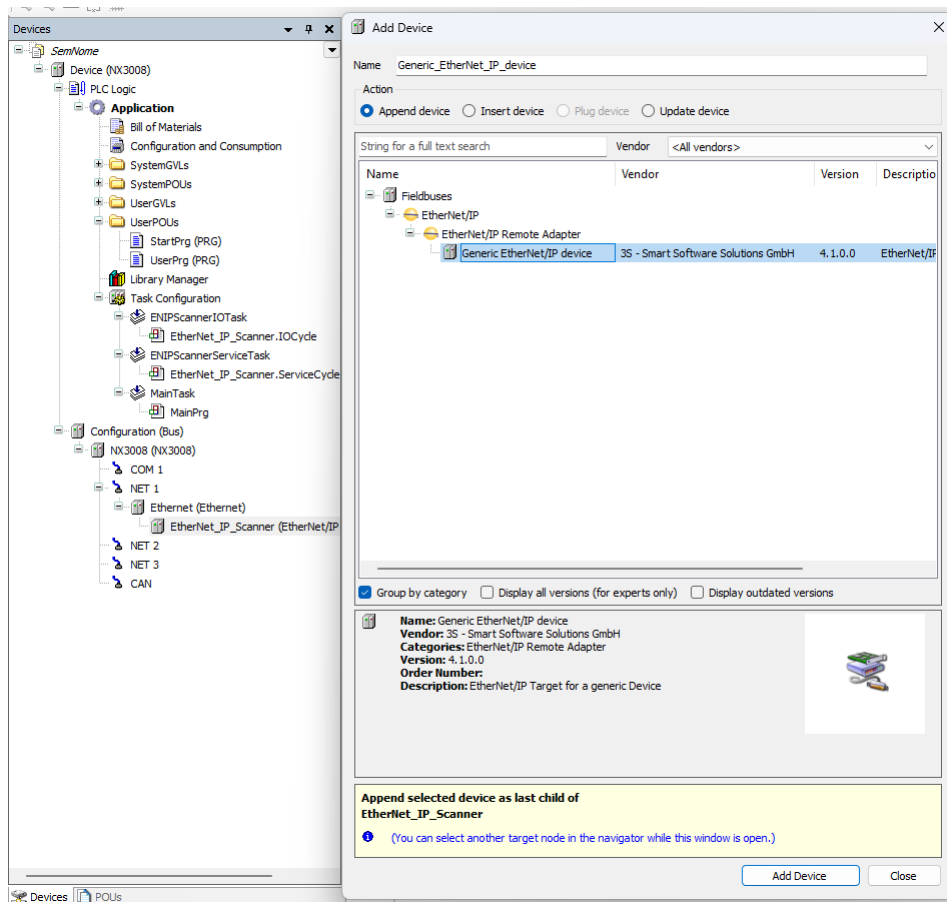 Devices
SemNome
Device (NX3008)
PLC Logic
Application
Bill of Materials
Configuration and Consumption
SystemGVLs
SystemPOUs
UserGVLs
UserPOUs
StartPrg (PRG)
UserPrg (PRG)
Library Manager
Task Configuration
ENIPScannerIOTask
EtherNet_IP_Scanner.IOCycle
ENIPScannerServiceTask
EtherNet_IP_Scanner.ServiceCycle
MainTask
MainPrg
Configuration (Bus)
NX3008 (NX3008)
COM 1
NET 1
Ethernet (Ethernet)
EtherNet_IP_Scanner (EtherNet/IP
NET 2
NET 3
CAN
Devices POUs
Add Device
Name Generic_EtherNet_IP_device
Action
Append device Insert device Plug device Update device
String for a full text search Vendor <All vendors>
Name Vendor Version Descriptio
Fieldbuses
EtherNet/IP
EtherNet/IP Remote Adapter
Generic EtherNet/IP device 3S - Smart Software Solutions GmbH 4.1.0.0 EtherNet/IP
Group by category Display all versions (for experts only) Display outdated versions
Name: Generic EtherNet/IP device
Vendor: 3S - Smart Software Solutions GmbH
Categories: EtherNet/IP Remote Adapter
Version: 4.1.0.0
Order Number:
Description: EtherNet/IP Target for a generic Device
Append selected device as last child of
EtherNet_IP_Scanner
(You can select another target node in the navigator while this window is open.)
Add Device Close